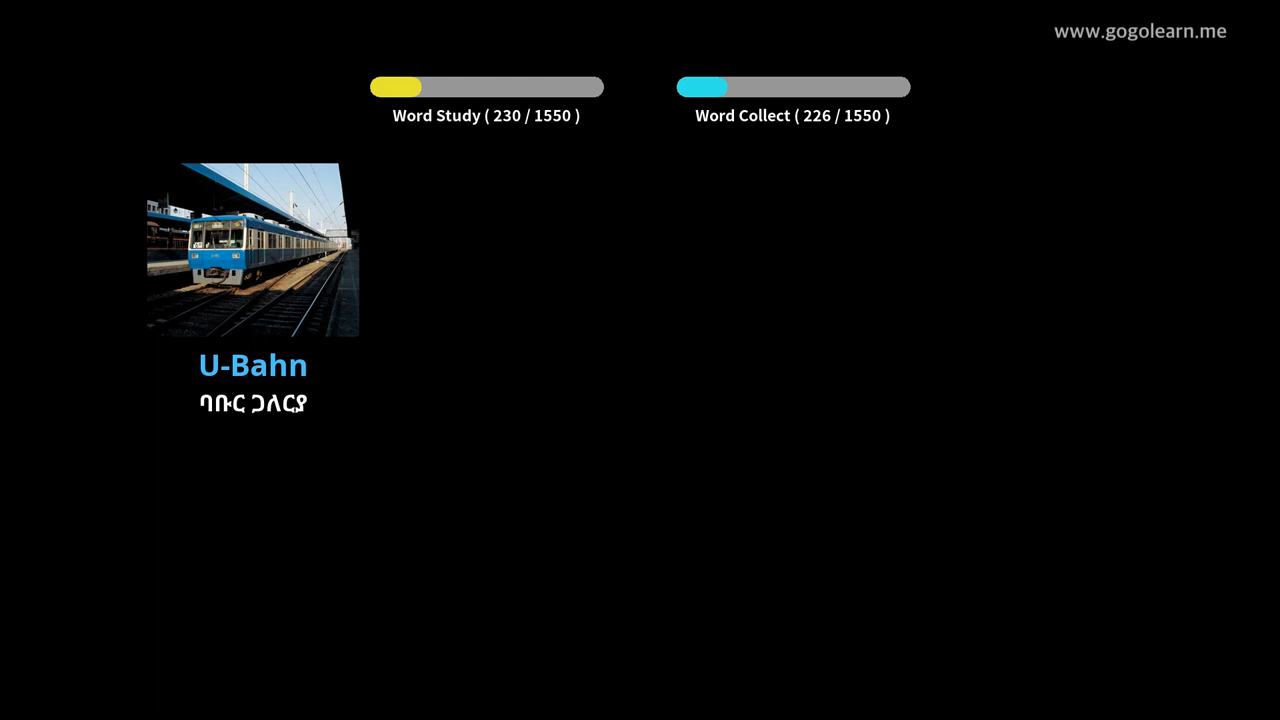 www.gogolearn.me
Word Study ( 230 / 1550 )
Word Collect ( 226 / 1550 )
U-Bahn
ባቡር ጋለርያ